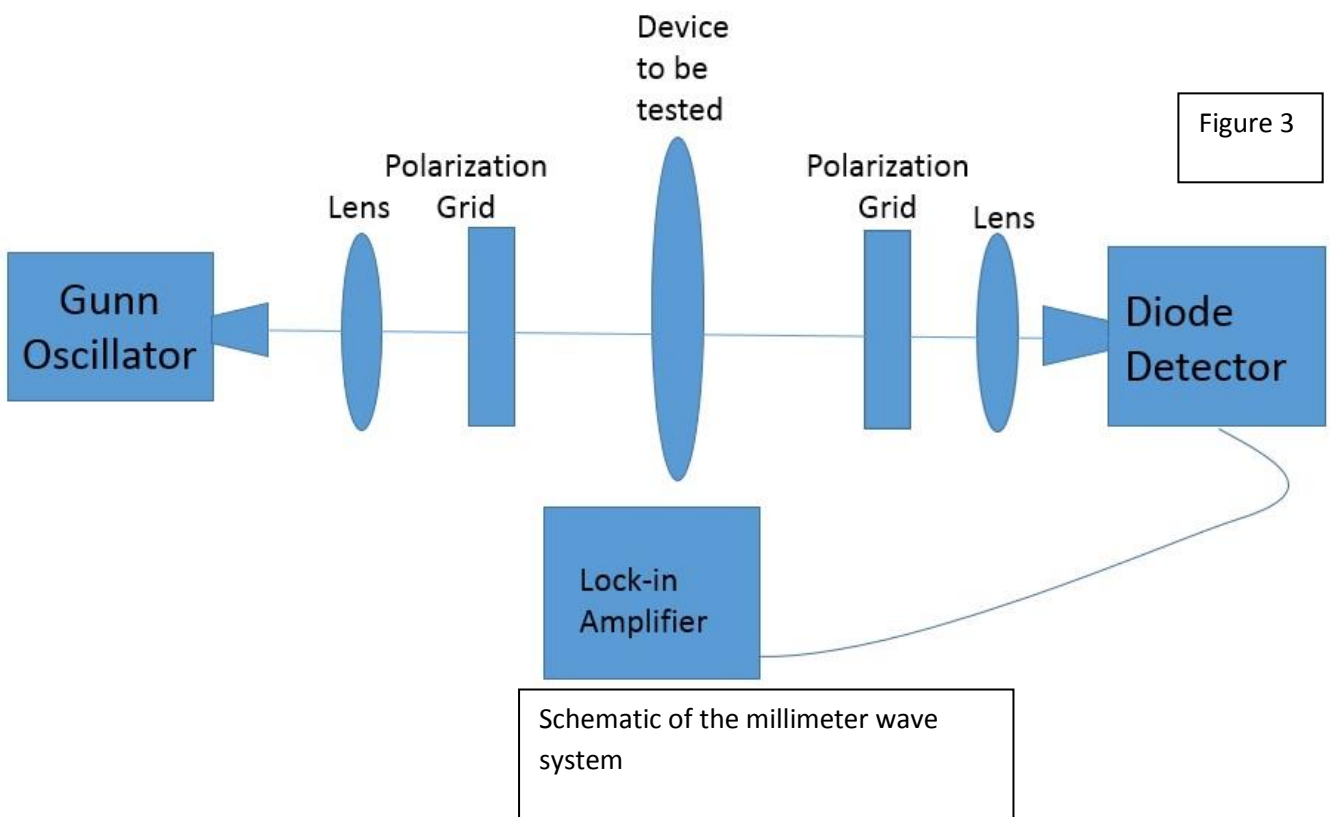 Device
to be
tested
Figure 3
Polarization
Grid
Lens
Polarization
Grid
Lens
Gunn
Oscillator
Diode
Detector
Lock-in
Amplifier
Schematic of the millimeter wave
system